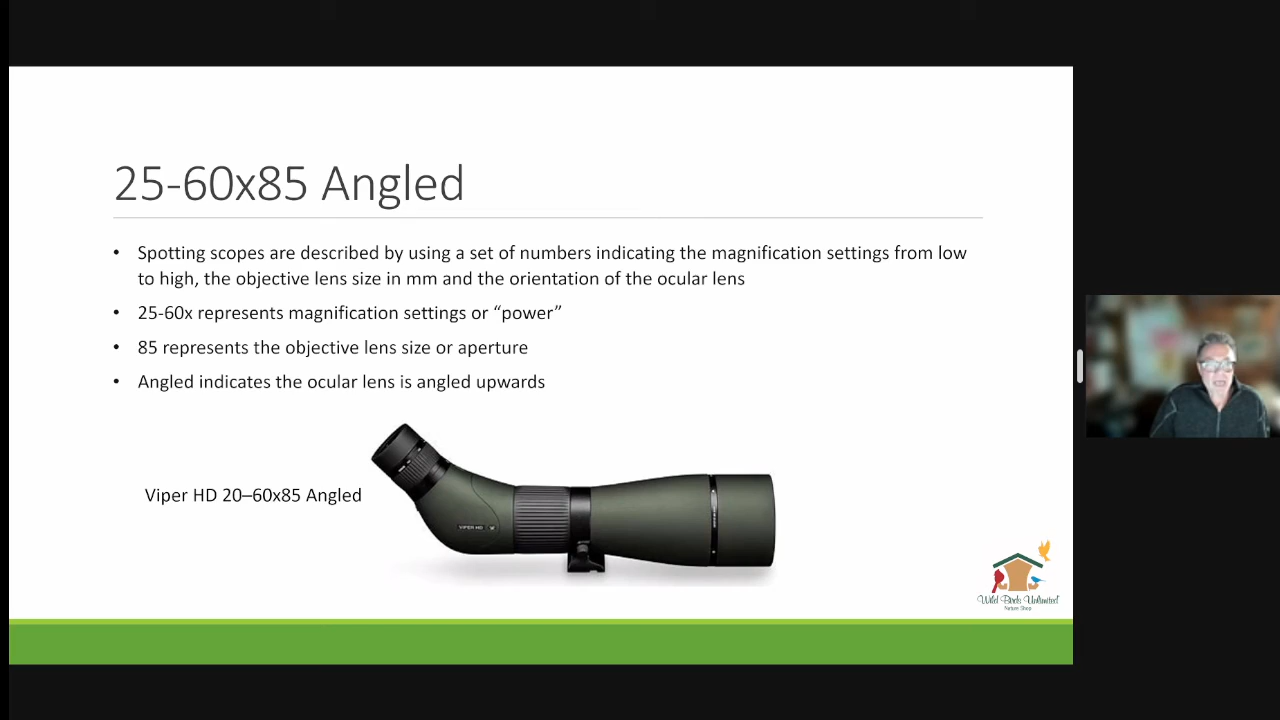 25-60x85 Angled
• Spotting scopes are described by using a set of numbers indicating the magnification settings from low
to high, the objective lens size in mm and the orientation of the ocular lens
• 25-60x represents magnification settings or “power”
• 85 represents the objective lens size or aperture
• Angled indicates the ocular lens is angled upwards
Viper HD 20–60x85 Angled
VIPER HD
Wild Birds Unlimited
Nature Shop